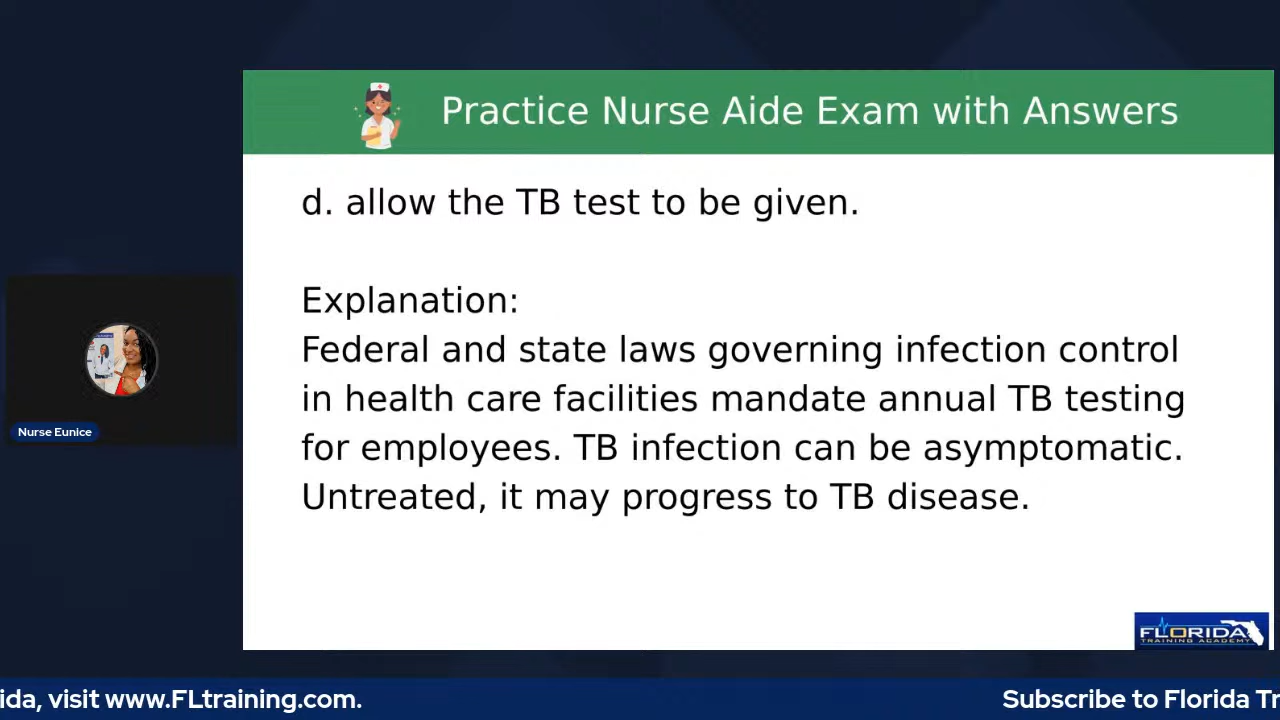 Practice Nurse Aide Exam with Answers
d. allow the TB test to be given.
Explanation:
Federal and state laws governing infection control
in health care facilities mandate annual TB testing
for employees. TB infection can be asymptomatic.
Untreated, it may progress to TB disease.
Nurse Eunice
FLORIDA
TRAINING ACADEMY
ida, visit www.FLtraining.com.
Subscribe to Florida Tr